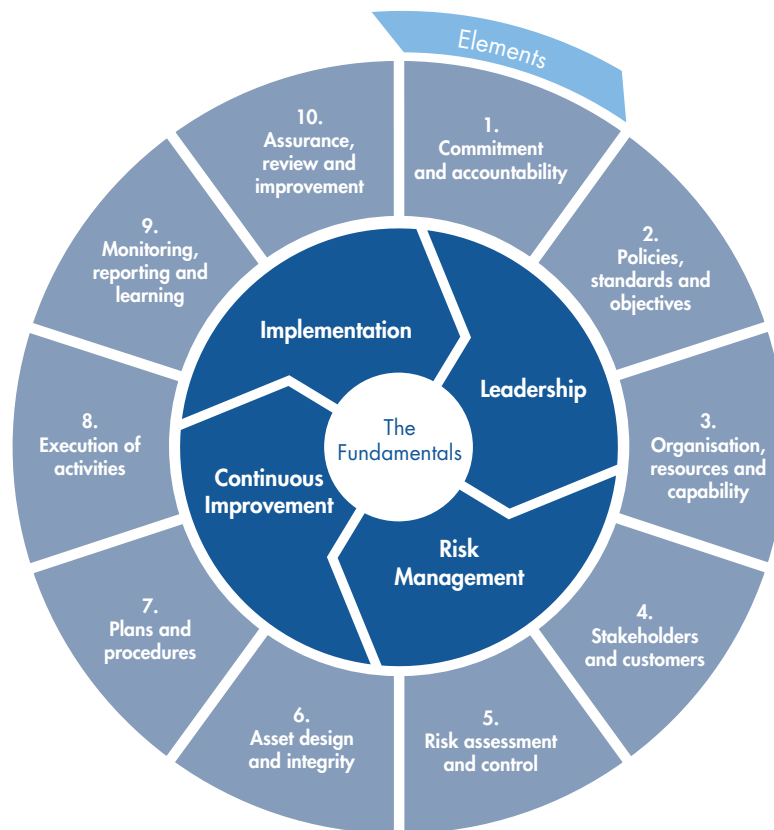 Elements
1.
Commitment
and accountability
2.
Policies,
standards and
objectives
3.
Organisation,
resources and
capability
4.
Stakeholders
and customers
5.
Risk assessment
and control
6.
Asset design
and integrity
7.
Plans and
procedures
8.
Execution of
activities
9.
Monitoring,
reporting and
learning
10.
Assurance,
review and
improvement
Implementation
Leadership
The
Fundamentals
Continuous
Improvement
Risk
Management